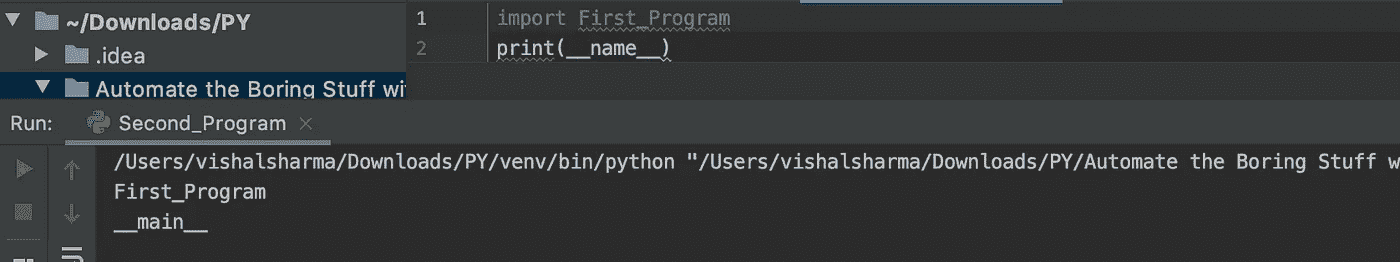 ~/Downloads/PY
.idea
Automate the Boring Stuff wi
1 import First_Program
2 print(__name__)
Run: Second_Program
/Users/vishalsharma/Downloads/PY/venv/bin/python "/Users/vishalsharma/Downloads/PY/Automate the Boring Stuff w
First_Program
__main__